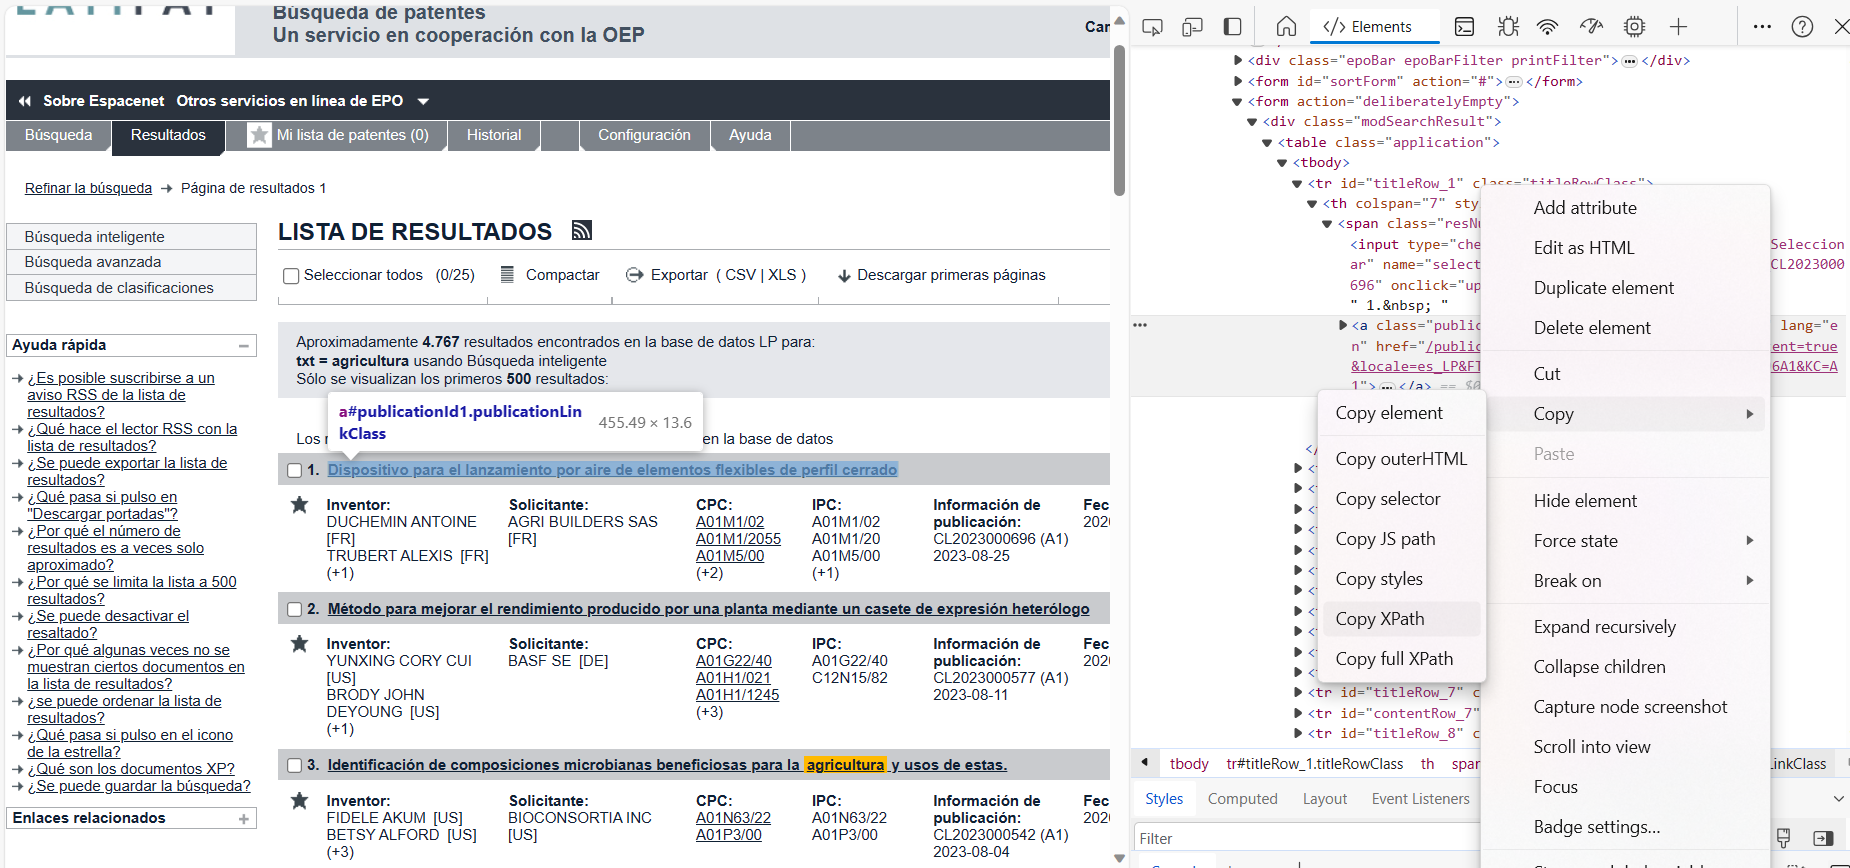 Búsqueda de patentes
Un servicio en cooperación con la OEP
Sobre Espacenet Otros servicios en línea de EPO
Búsqueda
Resultados
Mi lista de patentes (0)
Historial
Configuración
Ayuda
Refinar la búsqueda → Página de resultados 1
Búsqueda inteligente
Búsqueda avanzada
Búsqueda de clasificaciones
Ayuda rápida
¿Es posible suscribirse a un
aviso RSS de la lista de
resultados?
¿Qué hace el lector RSS con la
lista de resultados?
¿Se puede exportar la lista de
resultados?
¿Qué pasa si pulso en
"Descargar portadas"?
¿Por qué el número de
resultados es a veces solo
aproximado?
¿Por qué se limita la lista a 500
resultados?
¿Se puede desactivar el
resaltado?
¿Por qué algunas veces no se
muestran ciertos documentos en
la lista de resultados?
¿se puede ordenar la lista de
resultados?
¿Qué pasa si pulso en el icono
de la estrella?
¿Qué son los documentos XP?
¿Se puede guardar la búsqueda?
Enlaces relacionados
LISTA DE RESULTADOS
Seleccionar todos (0/25)
Compactar
Exportar ( CSV | XLS )
Descargar primeras páginas
Aproximadamente 4.767 resultados encontrados en la base de datos LP para:
txt = agricultura usando Búsqueda inteligente
Sólo se visualizan los primeros 500 resultados:
a#publicationId1.publicationLin
kClass
455.49 × 13.6
Los
en la base de datos
1. Dispositivo para el lanzamiento por aire de elementos flexibles de perfil cerrado
Inventor:
DUCHEMIN ANTOINE
[FR]
TRUBERT ALEXIS [FR]
(+1)
Solicitante:
AGRI BUILDERS SAS
[FR]
CPC:
A01M1/02
A01M1/2055
A01M5/00
(+2)
IPC:
A01M1/02
A01M1/20
A01M5/00
(+1)
Información de
publicación:
CL2023000696 (A1)
2023-08-25
Fec
202
2. Método para mejorar el rendimiento producido por una planta mediante un casete de expresión heterólogo
Inventor:
YUNXING CORY CUI
[US]
BRODY JOHN
DEYOUNG [US]
(+1)
Solicitante:
BASF SE [DE]
CPC:
A01G22/40
A01H1/021
A01H1/1245
(+3)
IPC:
A01G22/40
C12N15/82
Información de
publicación:
CL2023000577 (A1)
2023-08-11
Fec
202
3. Identificación de composiciones microbianas beneficiosas para la agricultura y usos de estas.
Inventor:
FIDELE AKUM [US]
BETSY ALFORD [US]
(+3)
Solicitante:
BIOCONSORTIA INC
[US]
CPC:
A01N63/22
A01P3/00
IPC:
A01N63/22
A01P3/00
Información de
publicación:
CL2023000542 (A1)
2023-08-04
Fec
202
Elements
<div class="epoBar epoBarFilter printFilter"> </div>
<form id="sortForm" action="#"> </form>
<form action="deliberatelyEmpty">
<div class="modSearchResult">
<table class="application">
<tbody>
<tr id="titleRow_1" class="titleRowClass">
<th colspan="7"
<span class="resNu
<input type="che
Seleccion
ar" name="select
CL2023000
696" onclick="up
" 1.&nbsp; "
<a class="public
lang="e
n" href="/public
ent=true
&locale=es_LP&FT
6A1&KC=A
1"> </a> == $0
<tr id="titleRow_7" c
<tr id="contentRow_7"
<tr id="titleRow_8" c
Add attribute
Edit as HTML
Duplicate element
Delete element
Cut
Copy
Paste
Hide element
Force state
Break on
Expand recursively
Collapse children
Capture node screenshot
Scroll into view
Focus
Badge settings...
Copy element
Copy outerHTML
Copy selector
Copy JS path
Copy styles
Copy XPath
Copy full XPath
tbody tr#titleRow_1.titleRowClass th span
LinkClass
Styles Computed Layout Event Listeners
Filter